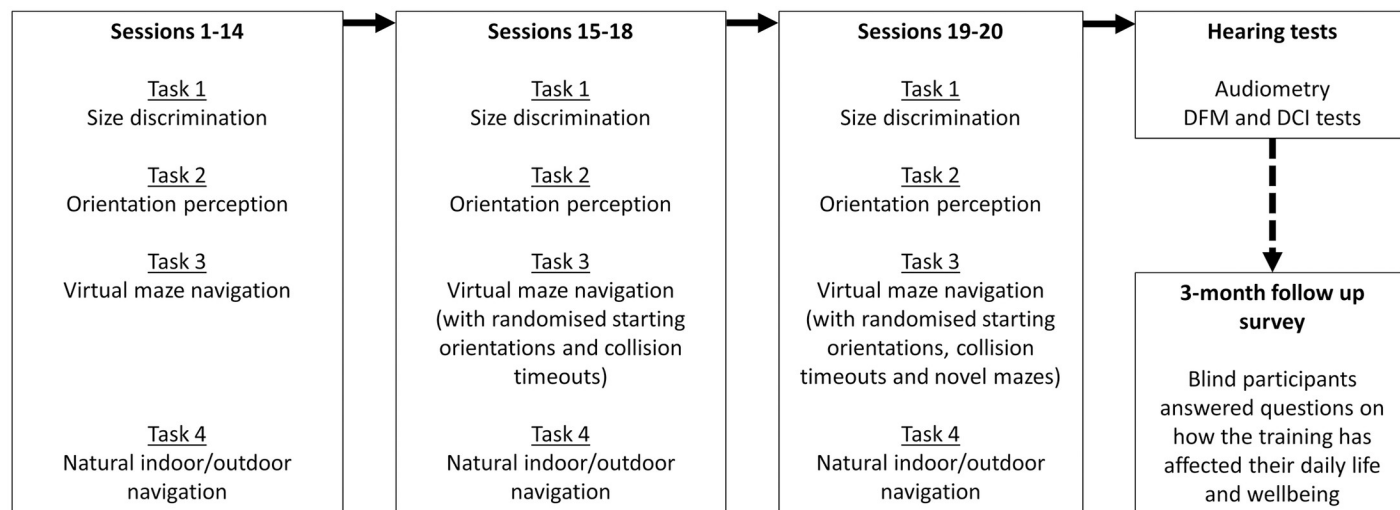 Sessions 1-14
Task 1
Size discrimination
Task 2
Orientation perception
Task 3
Virtual maze navigation
Task 4
Natural indoor/outdoor
navigation
Sessions 15-18
Task 1
Size discrimination
Task 2
Orientation perception
Task 3
Virtual maze navigation
(with randomised starting
orientations and collision
timeouts)
Task 4
Natural indoor/outdoor
navigation
Sessions 19-20
Task 1
Size discrimination
Task 2
Orientation perception
Task 3
Virtual maze navigation
(with randomised starting
orientations, collision
timeouts and novel mazes)
Task 4
Natural indoor/outdoor
navigation
Hearing tests
Audiometry
DFM and DCI tests
3-month follow up
survey
Blind participants
answered questions on
how the training has
affected their daily life
and wellbeing